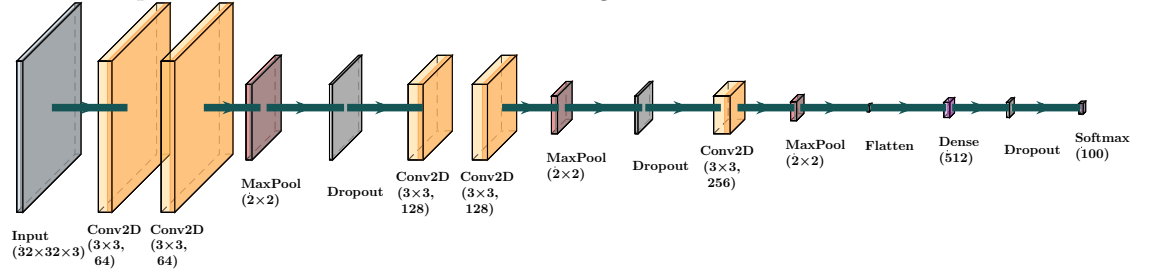 Input
(32×32×3)
Conv2D
(3×3,
64)
Conv2D
(3×3,
64)
MaxPool
(2×2)
Dropout
Conv2D
(3×3,
128)
Conv2D
(3×3,
128)
MaxPool
(2×2)
Dropout
Conv2D
(3×3,
256)
MaxPool
(2×2)
Flatten
Dense
(512)
Dropout
Softmax
(100)